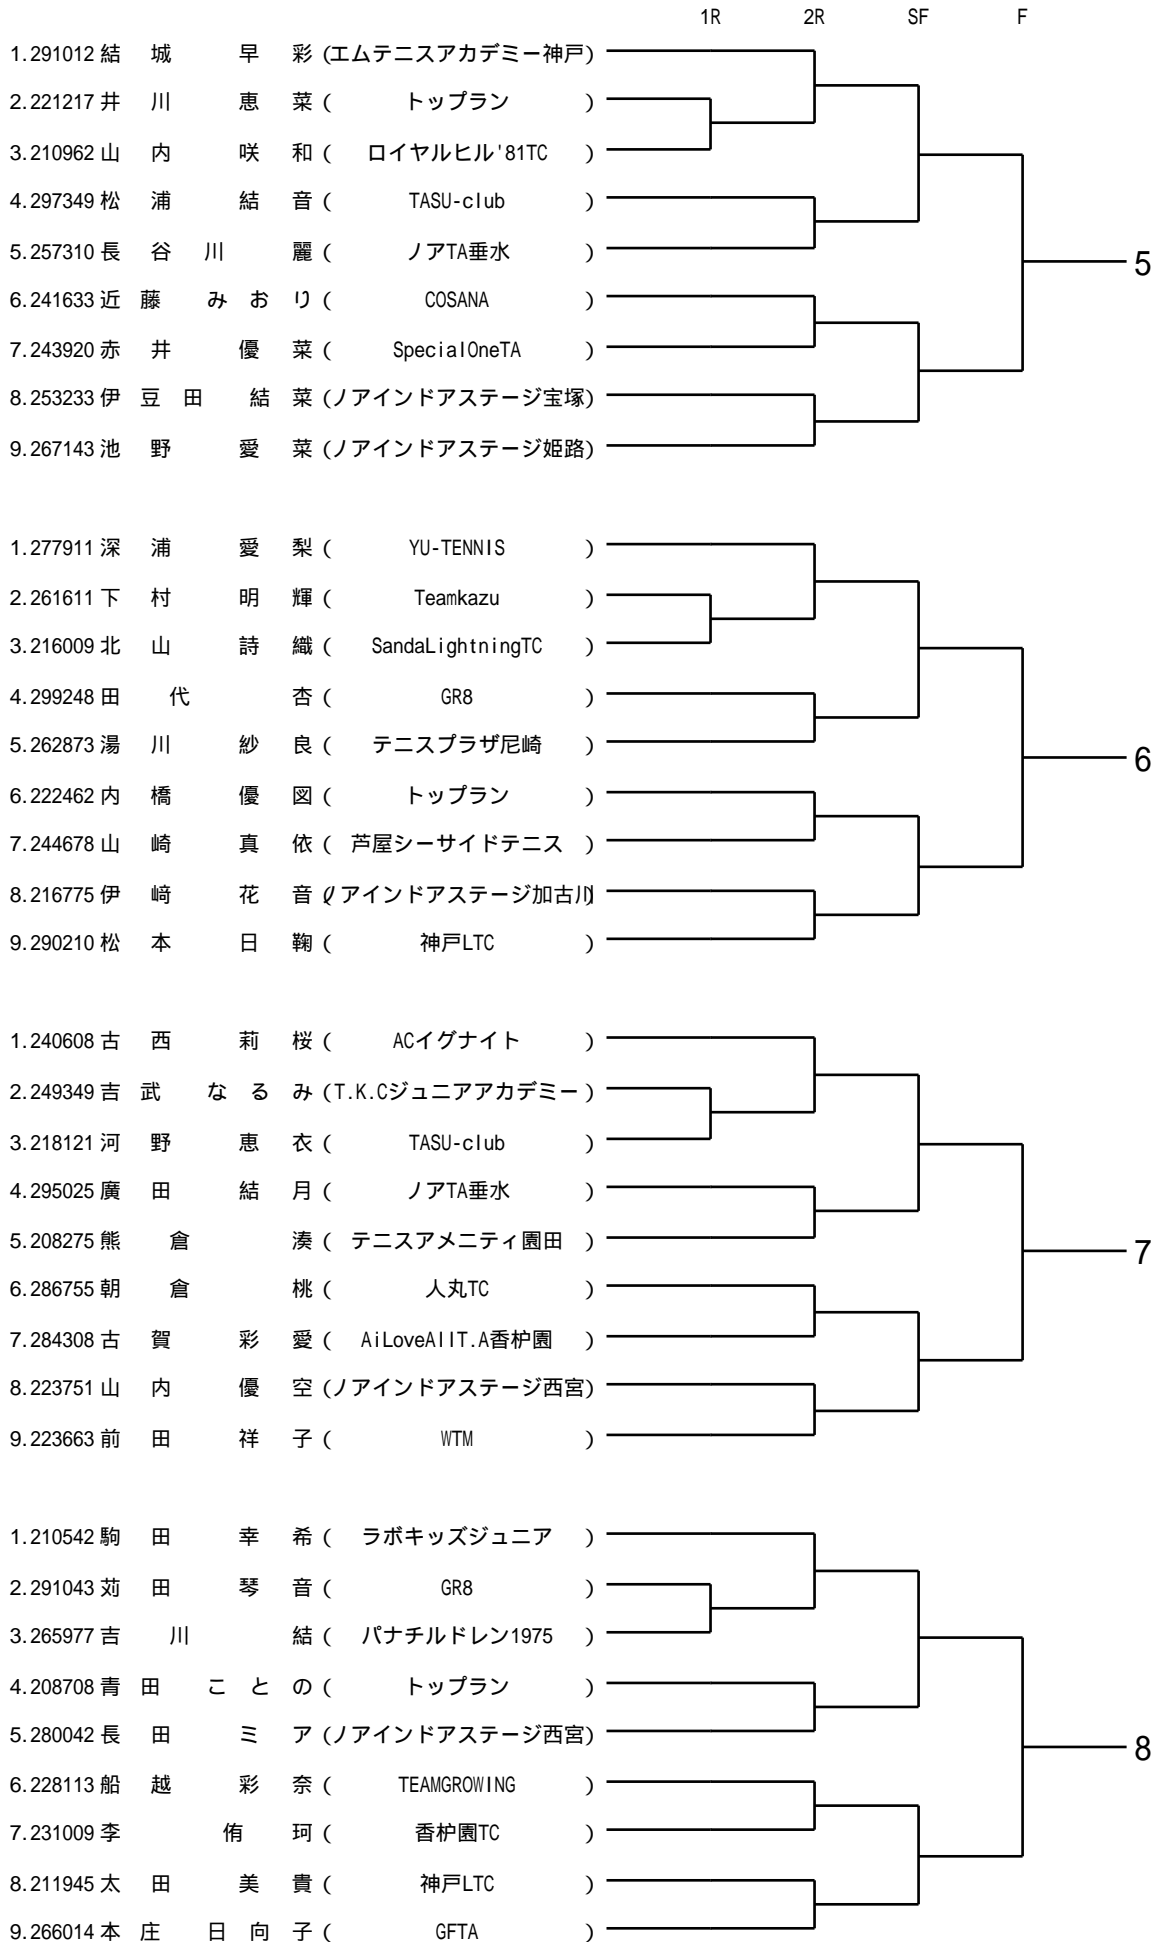 1R 2R SF F
1.291012 結城 早彩 (エムテニスアカデミー神戸)
2.221217 井川 恵菜 ( トップラン )
3.210962 山内 咲和 ( ロイヤルヒル'81TC )
4.297349 松浦 結音 ( TASU-club )
5.257310 長谷川 麗 ( ノアTA垂水 )
5
6.241633 近藤 みおり ( COSANA )
7.243920 赤井 優菜 ( SpecialOneTA )
8.253233 伊豆田 結菜 (ノアインドアステージ宝塚)
9.267143 池野 愛菜 (ノアインドアステージ姫路)
1.277911 深浦 愛梨 ( YU-TENNIS )
2.261611 下村 明輝 ( Teamkazu )
3.216009 北山 詩織 ( SandaLightningTC )
4.299248 田代 杏 ( GR8 )
5.262873 湯川 紗良 ( テニスプラザ尼崎 )
6
6.222462 内橋 優図 ( トップラン )
7.244678 山崎 真依 ( 芦屋シーサイドテニス )
8.216775 伊﨑 花音 (ノアインドアステージ加古川)
9.290210 松本 日鞠 ( 神戸LTC )
1.240608 古西 莉桜 ( ACイグナイト )
2.249349 吉武 なるみ (T.K.Cジュニアアカデミー)
3.218121 河野 恵衣 ( TASU-club )
4.295025 廣田 結月 ( ノアTA垂水 )
5.208275 熊倉 湊 ( テニスアメニティ園田 )
7
6.286755 朝倉 桃 ( 人丸TC )
7.284308 古賀 彩愛 ( AiLoveAllT.A香枦園 )
8.223751 山内 優空 (ノアインドアステージ西宮)
9.223663 前田 祥子 ( WTM )
1.210542 駒田 幸希 ( ラボキッズジュニア )
2.291043 苅田 琴音 ( GR8 )
3.265977 吉川 結 ( パナチルドレン1975 )
4.208708 青田 ことの ( トップラン )
5.280042 長田 ミア (ノアインドアステージ西宮)
8
6.228113 船越 彩奈 ( TEAMGROWING )
7.231009 李 侑珂 ( 香枦園TC )
8.211945 太田 美貴 ( 神戸LTC )
9.266014 本庄 日向子 ( GFTA )